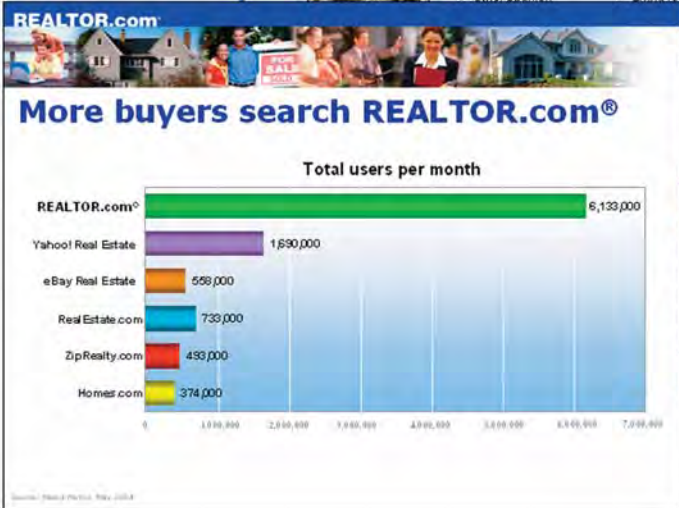 REALTOR.com
FOR
SALE
SOLD
More buyers search REALTOR.com®
Total users per month
REALTOR.com®
6,133,000
Yahoo! Real Estate
1,690,000
eBay Real Estate
558,000
RealEstate.com
733,000
ZipRealty.com
493,000
Homes.com
374,000
0 1,000,000 2,000,000 3,000,000 4,000,000 5,000,000 6,000,000 7,000,000